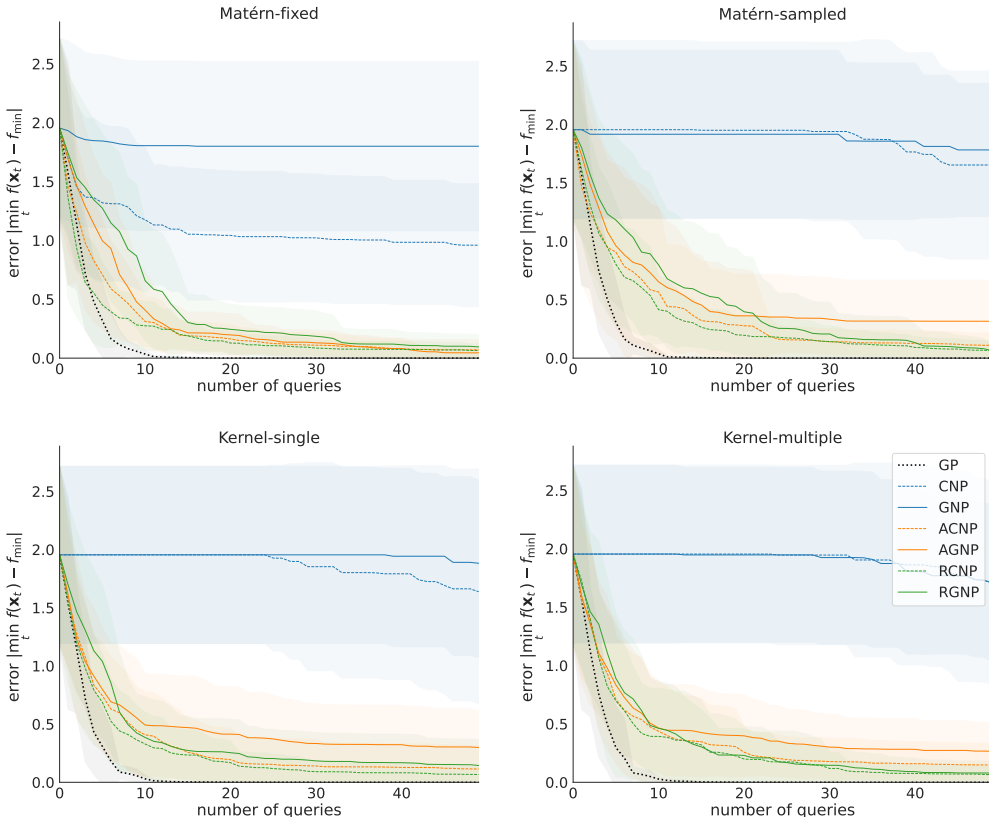 Matérn-fixed
error |min f(x_t) − f_min|
t
2.5
2.0
1.5
1.0
0.5
0.0
0 10 20 30 40
number of queries
Matérn-sampled
error |min f(x_t) − f_min|
t
2.5
2.0
1.5
1.0
0.5
0.0
0 10 20 30 40
number of queries
Kernel-single
error |min f(x_t) − f_min|
t
2.5
2.0
1.5
1.0
0.5
0.0
0 10 20 30 40
number of queries
Kernel-multiple
error |min f(x_t) − f_min|
t
2.5
2.0
1.5
1.0
0.5
0.0
0 10 20 30 40
number of queries
GP
CNP
GNP
ACNP
AGNP
RCNP
RGNP